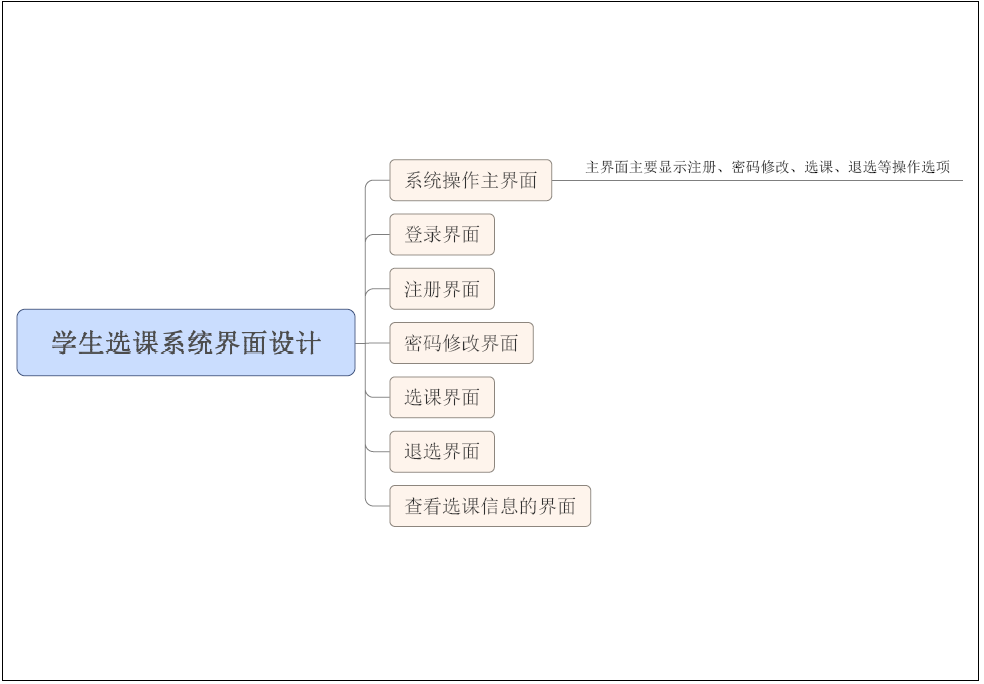 系统操作主界面
主界面主要显示注册、密码修改、选课、退选等操作选项
登录界面
注册界面
学生选课系统界面设计
密码修改界面
选课界面
退选界面
查看选课信息的界面